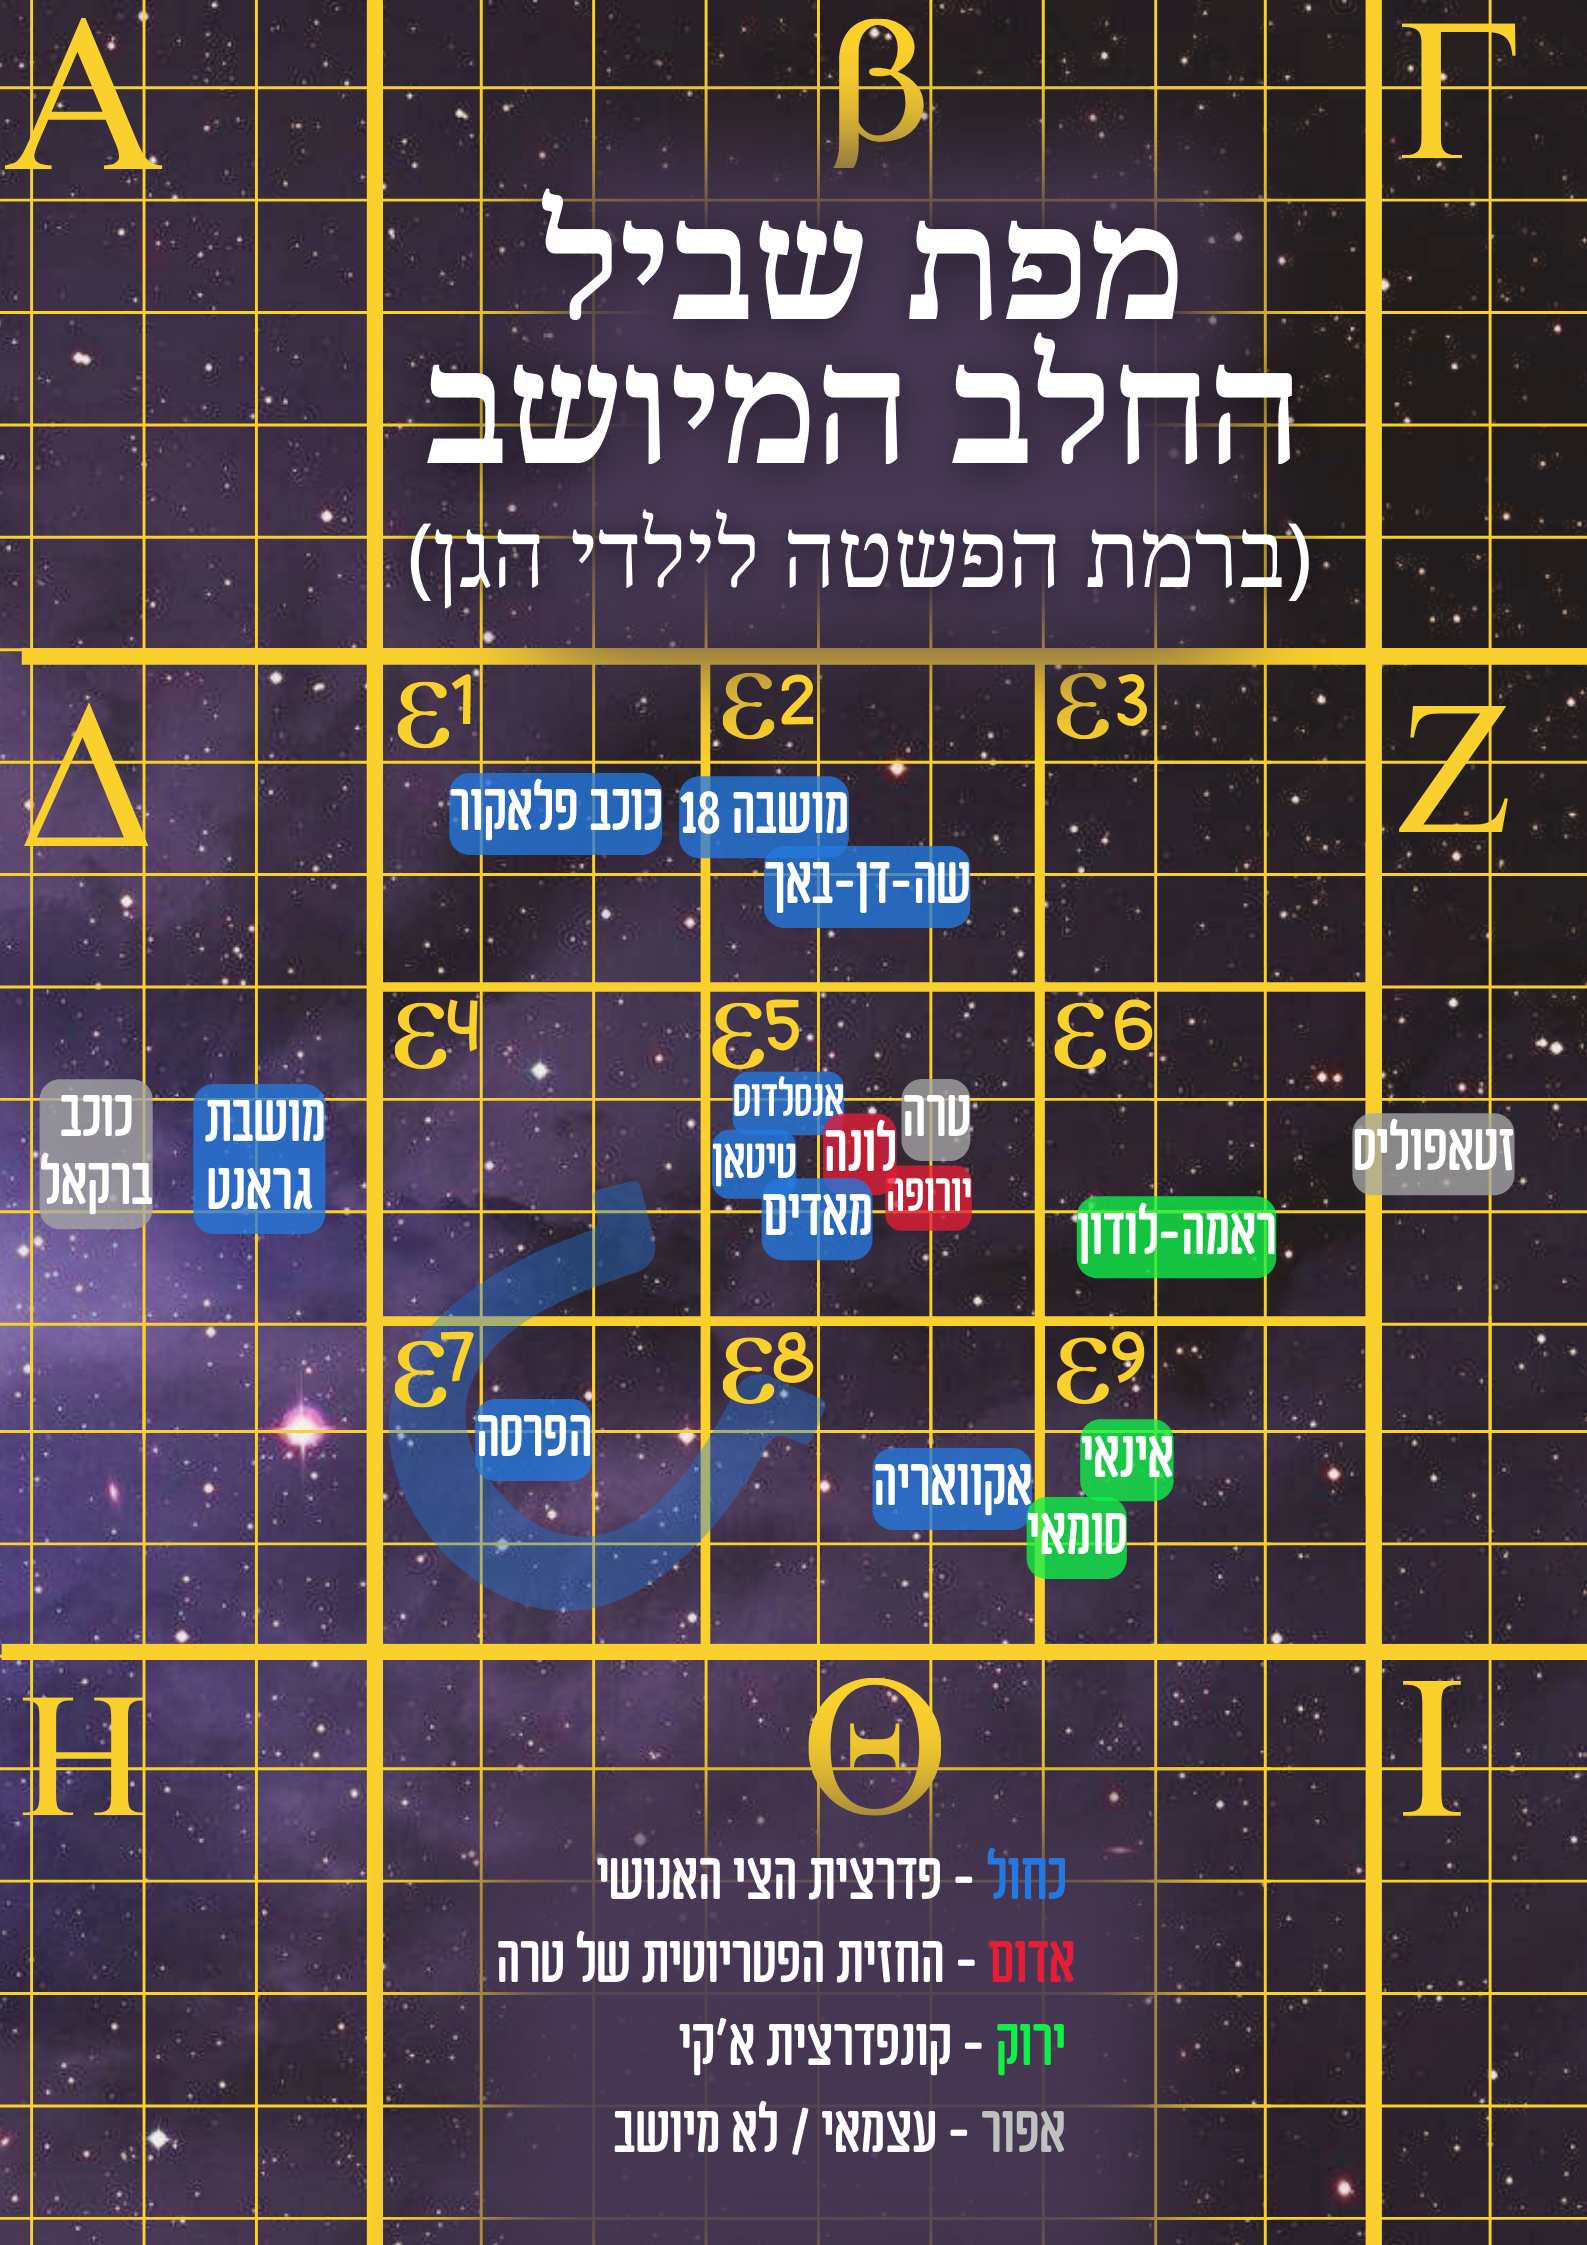 Α
β
Γ
מפת שביל
החלב המיושב
(ברמת הפשטה לילדי הגן)
Δ
ε1
ε2
ε3
Ζ
כוכב פלאקור
מושבה 18
שה-דן-באך
ε4
ε5
ε6
כוכב
ברקאל
מושבת
גראנט
אנסלדוס
טרה
לונה
טיטאן
יורופה
מאדים
ראמה-לודון
זטאפוליס
ε7
ε8
ε9
הפרסה
אקוואריה
אינאי
סומאי
Η
Θ
Ι
כחול - פדרצית הצי האנושי
אדום - החזית הפטריוטית של טרה
ירוק - קונפדרצית א'קי
אפור - עצמאי / לא מיושב